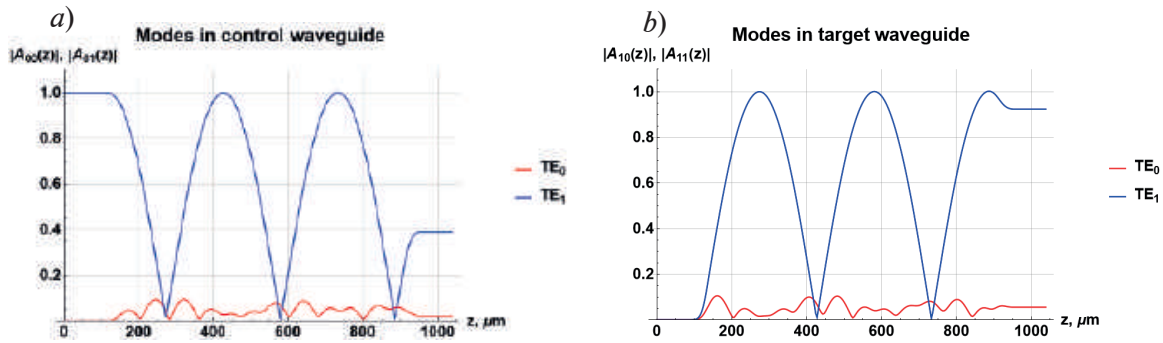 a)
Modes in control waveguide
|A₀₀(z)|, |A₀₁(z)|
1.0
0.8
0.6
0.4
0.2
0 200 400 600 800 1000 z, μm
TE₀
TE₁
b)
Modes in target waveguide
|A₁₀(z)|, |A₁₁(z)|
1.0
0.8
0.6
0.4
0.2
0 200 400 600 800 1000 z, μm
TE₀
TE₁